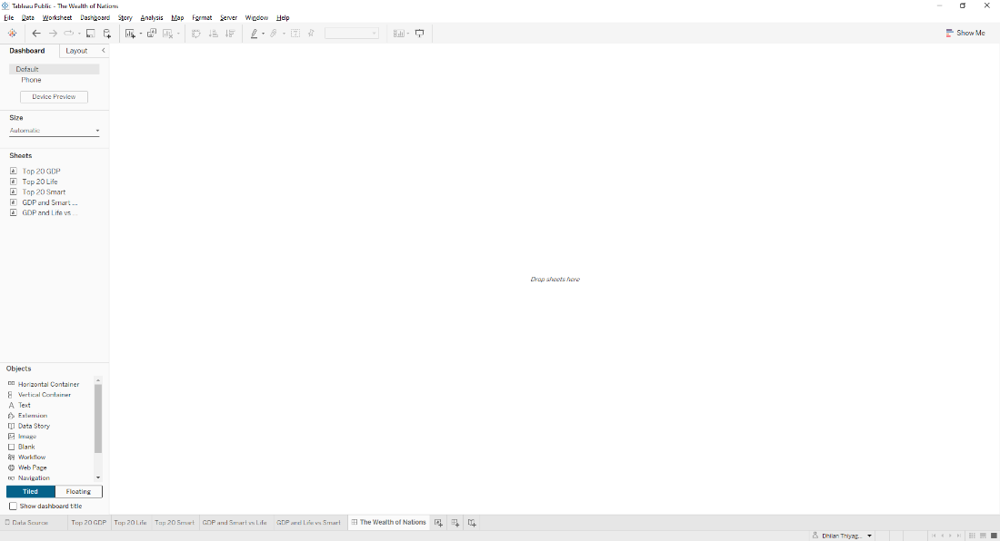 Tableau Public - The Wealth of Nations
File Data Worksheet Dashboard Story Analysis Map Format Server Window Help
Show Me
Dashboard Layout
Default
Phone
Device Preview
Size
Automatic
Sheets
Top 20 GDP
Top 20 Life
Top 20 Smart
GDP and Smart ...
GDP and Life vs ...
Drop sheets here
Objects
Horizontal Container
Vertical Container
Text
Extension
Data Story
Image
Blank
Workflow
Web Page
Navigation
Tiled Floating
Show dashboard title
Data Source Top 20 GDP Top 20 Life Top 20 Smart GDP and Smart vs Life GDP and Life vs Smart The Wealth of Nations
Dhilan Thiyag...